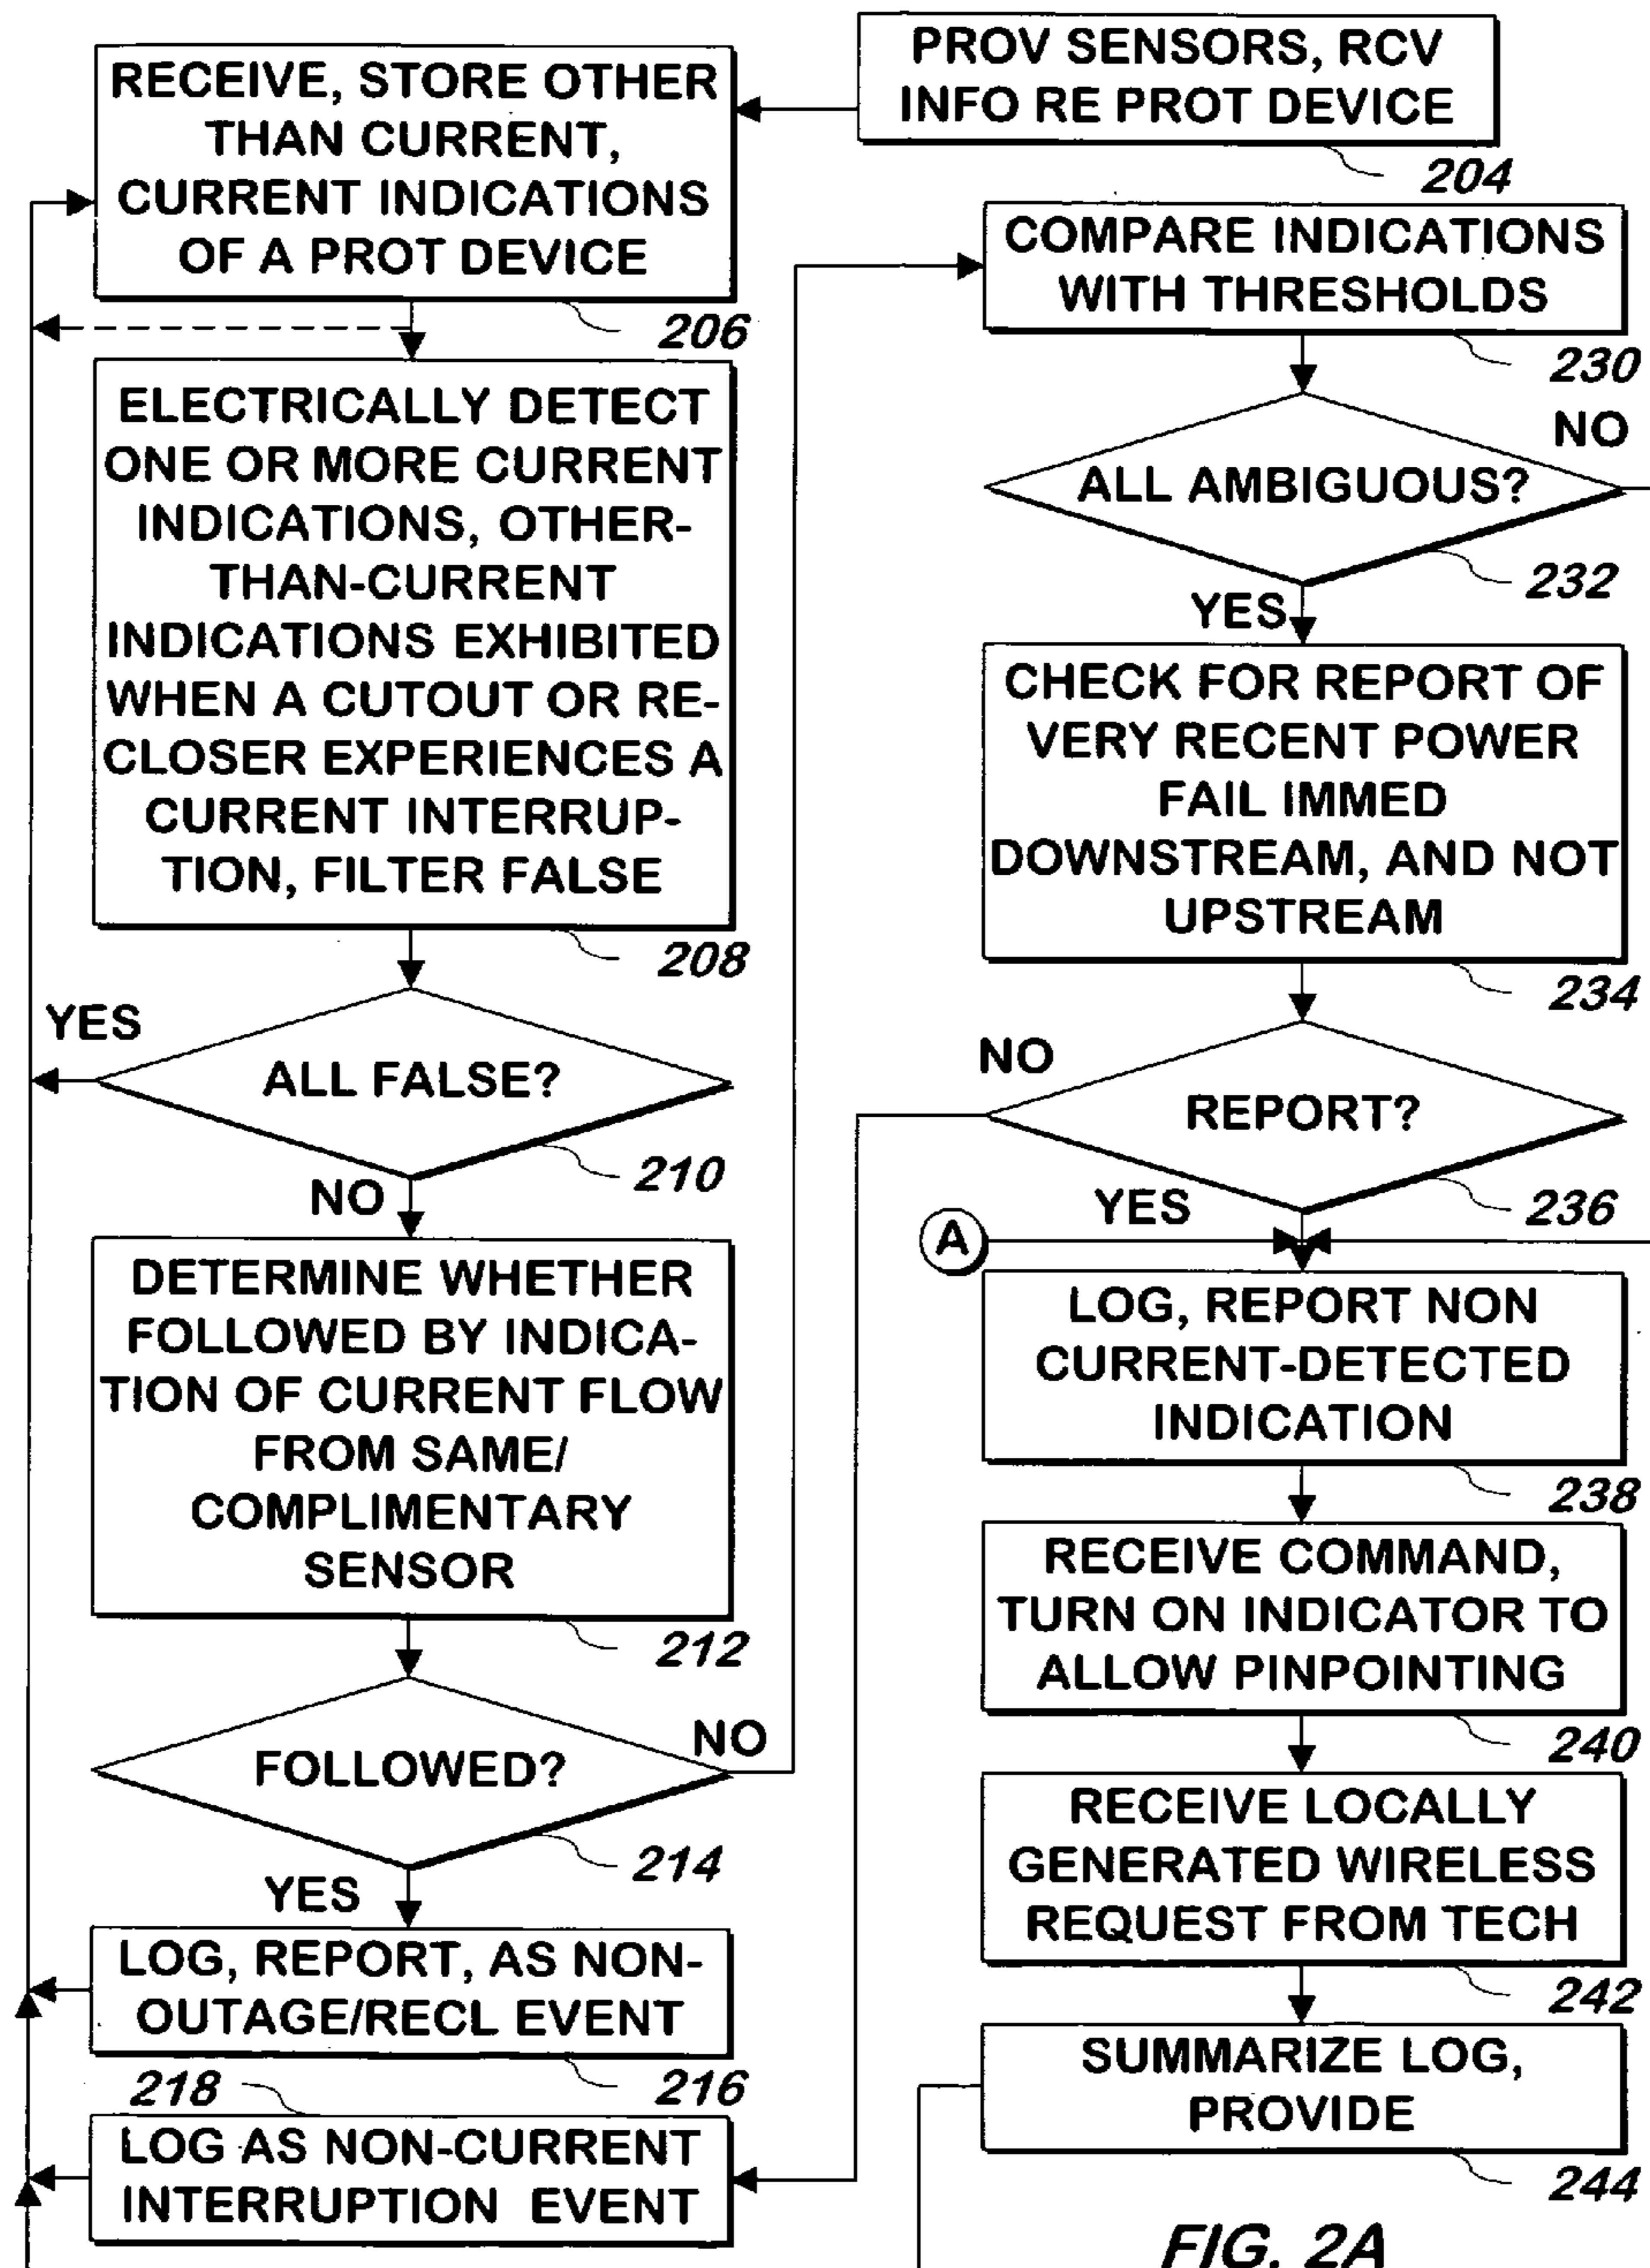 PROV SENSORS, RCV
INFO RE PROT DEVICE
204
RECEIVE, STORE OTHER
THAN CURRENT,
CURRENT INDICATIONS
OF A PROT DEVICE
206
ELECTRICALLY DETECT
ONE OR MORE CURRENT
INDICATIONS, OTHER-
THAN-CURRENT
INDICATIONS EXHIBITED
WHEN A CUTOUT OR RE-
CLOSER EXPERIENCES A
CURRENT INTERRUP-
TION, FILTER FALSE
208
YES
ALL FALSE?
210
NO
DETERMINE WHETHER
FOLLOWED BY INDICA-
TION OF CURRENT FLOW
FROM SAME/
COMPLIMENTARY
SENSOR
212
NO
FOLLOWED?
214
YES
LOG, REPORT, AS NON-
OUTAGE/RECL EVENT
216
218
LOG AS NON-CURRENT
INTERRUPTION EVENT
COMPARE INDICATIONS
WITH THRESHOLDS
230
NO
ALL AMBIGUOUS?
232
YES
CHECK FOR REPORT OF
VERY RECENT POWER
FAIL IMMED
DOWNSTREAM, AND NOT
UPSTREAM
234
NO
REPORT?
236
YES
A
LOG, REPORT NON
CURRENT-DETECTED
INDICATION
238
RECEIVE COMMAND,
TURN ON INDICATOR TO
ALLOW PINPOINTING
240
RECEIVE LOCALLY
GENERATED WIRELESS
REQUEST FROM TECH
242
SUMMARIZE LOG,
PROVIDE
244
FIG. 2A